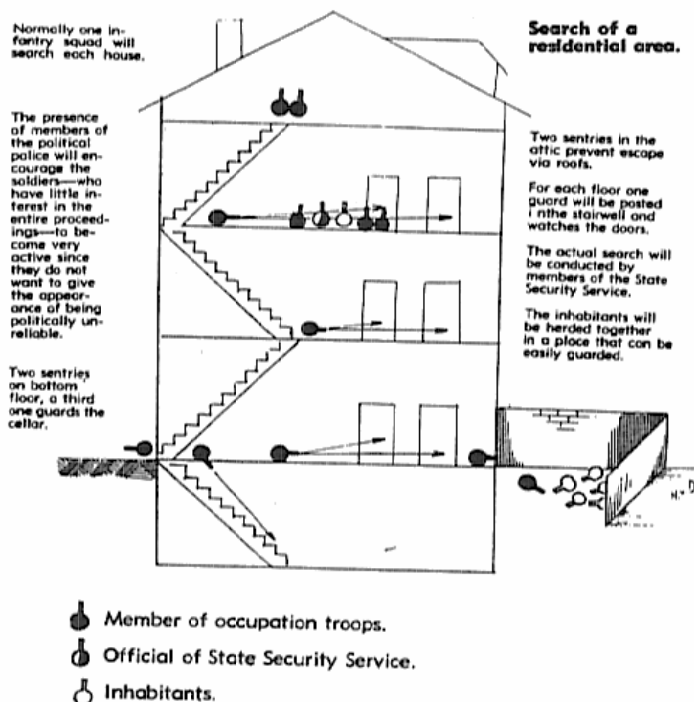 Normally one in-
fantry squad will
search each house.
Search of a
residential area.
The presence
of members of
the political
police will en-
courage the
soldiers—who
have little in-
terest in the
entire proceed-
ings—to be-
come very
active since
they do not
want to give
the appear-
ance of being
politically un-
reliable.
Two sentries
on bottom
floor, a third
one guards the
cellar.
Two sentries in the
attic prevent escape
via roofs.
For each floor one
guard will be posted
i nthe stairwell and
watches the doors.
The actual search will
be conducted by
members of the State
Security Service.
The inhabitants will
be herded together
in a place that can be
easily guarded.
H.v.D
Member of occupation troops.
Official of State Security Service.
Inhabitants.